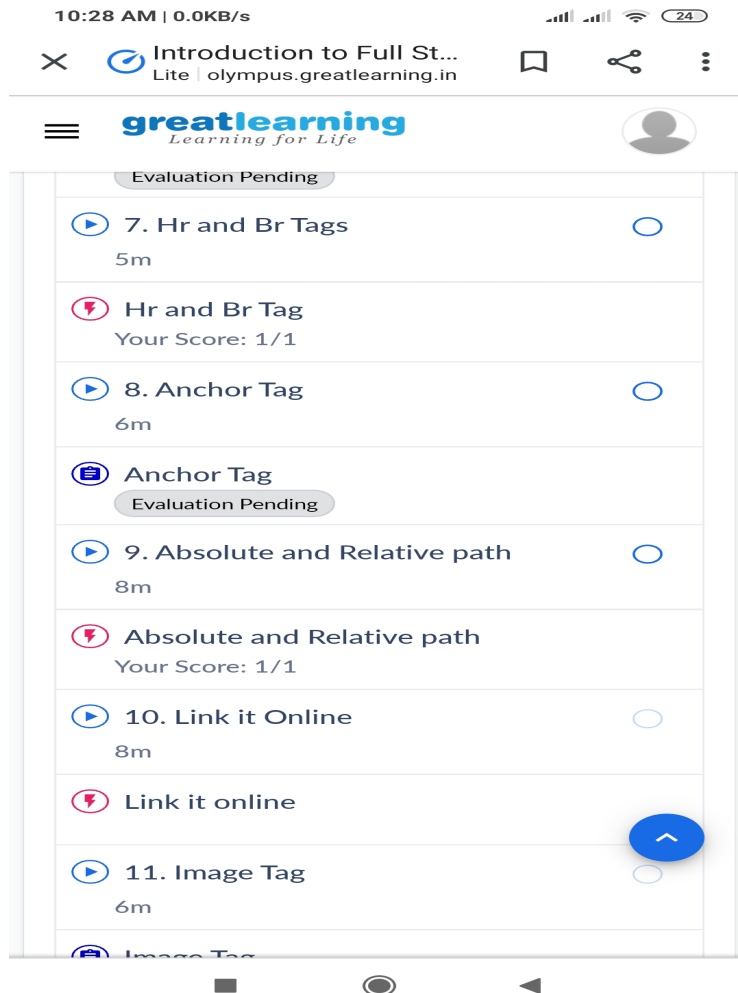 10:28 AM | 0.0KB/s
24
Introduction to Full St...
Lite | olympus.greatlearning.in
greatlearning
Learning for Life
Evaluation Pending
7. Hr and Br Tags
5m
Hr and Br Tag
Your Score: 1/1
8. Anchor Tag
6m
Anchor Tag
Evaluation Pending
9. Absolute and Relative path
8m
Absolute and Relative path
Your Score: 1/1
10. Link it Online
8m
Link it online
11. Image Tag
6m
Image Tag